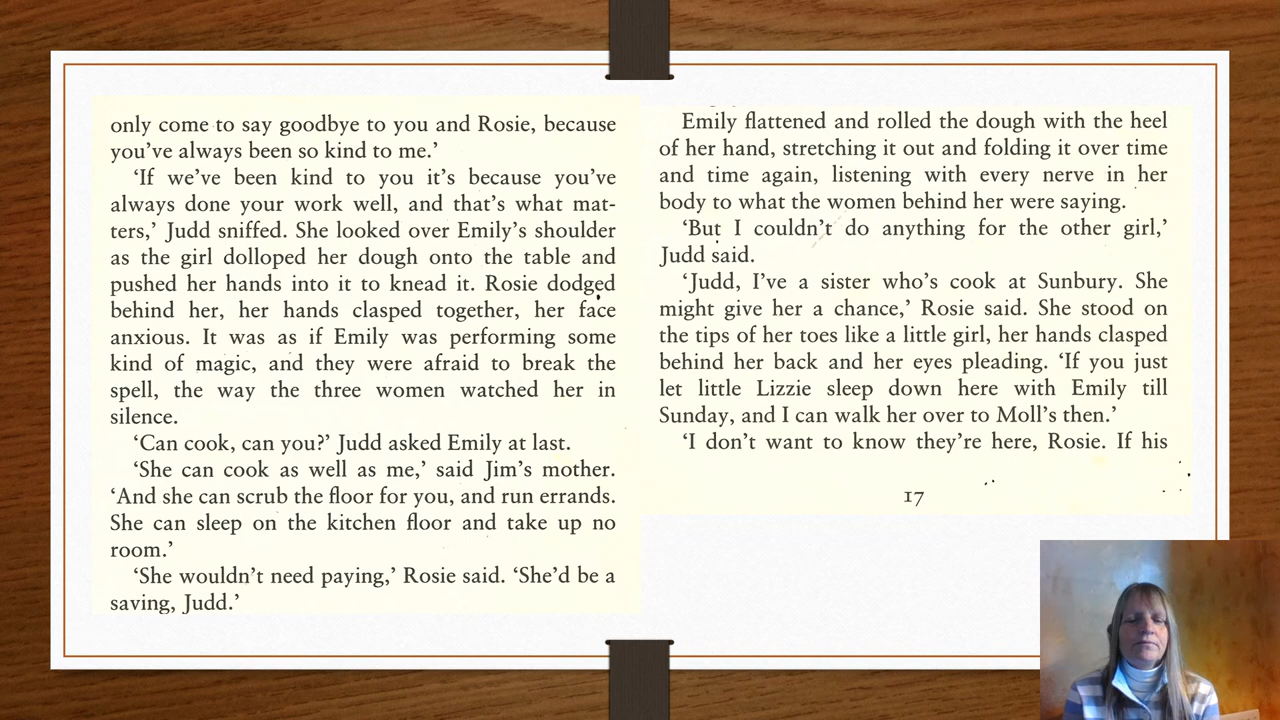 only come to say goodbye to you and Rosie, because
you've always been so kind to me.'
'If we've been kind to you it's because you've
always done your work well, and that's what mat-
ters,' Judd sniffed. She looked over Emily's shoulder
as the girl dolloped her dough onto the table and
pushed her hands into it to knead it. Rosie dodged
behind her, her hands clasped together, her face
anxious. It was as if Emily was performing some
kind of magic, and they were afraid to break the
spell, the way the three women watched her in
silence.
'Can cook, can you?' Judd asked Emily at last.
'She can cook as well as me,' said Jim's mother.
'And she can scrub the floor for you, and run errands.
She can sleep on the kitchen floor and take up no
room.'
'She wouldn't need paying,' Rosie said. 'She'd be a
saving, Judd.'
Emily flattened and rolled the dough with the heel
of her hand, stretching it out and folding it over time
and time again, listening with every nerve in her
body to what the women behind her were saying.
'But I couldn't do anything for the other girl,'
Judd said.
'Judd, I've a sister who's cook at Sunbury. She
might give her a chance,' Rosie said. She stood on
the tips of her toes like a little girl, her hands clasped
behind her back and her eyes pleading. 'If you just
let little Lizzie sleep down here with Emily till
Sunday, and I can walk her over to Moll's then.'
'I don't want to know they're here, Rosie. If his
17